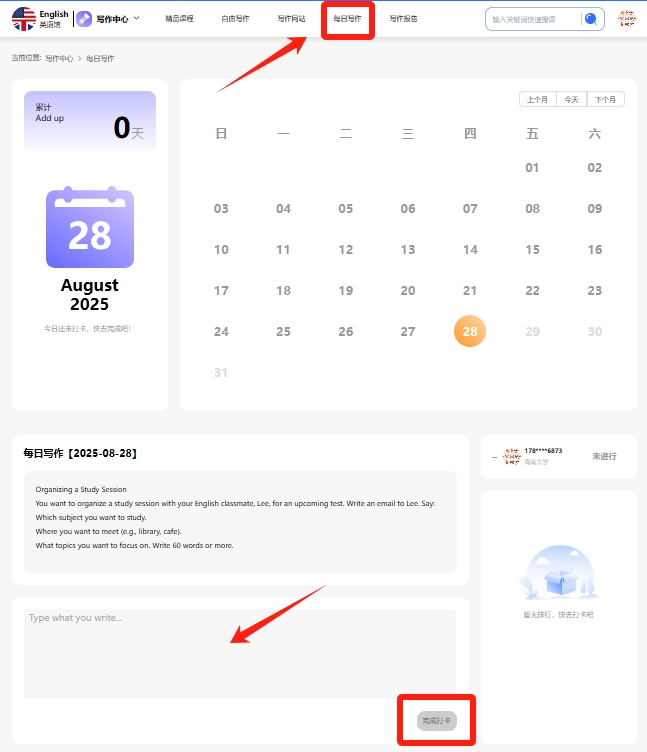 English
英语馆
写作中心
精品课程
自由写作
写作网站
每日写作
写作报告
输入关键词快速搜课
当前位置: 写作中心 > 每日写作
累计
Add up
0天
28
August
2025
今日还未打卡，快去完成吧！
上个月 今天 下个月
日 一 二 三 四 五 六
01 02
03 04 05 06 07 08 09
10 11 12 13 14 15 16
17 18 19 20 21 22 23
24 25 26 27 28 29 30
31
每日写作【2025-08-28】
Organizing a Study Session
You want to organize a study session with your English classmate, Lee, for an upcoming test. Write an email to Lee. Say:
Which subject you want to study.
Where you want to meet (e.g., library, cafe).
What topics you want to focus on. Write 60 words or more.
-- 178****6873 未进行
Type what you write...
完成打卡
暂无排行，快去打卡吧